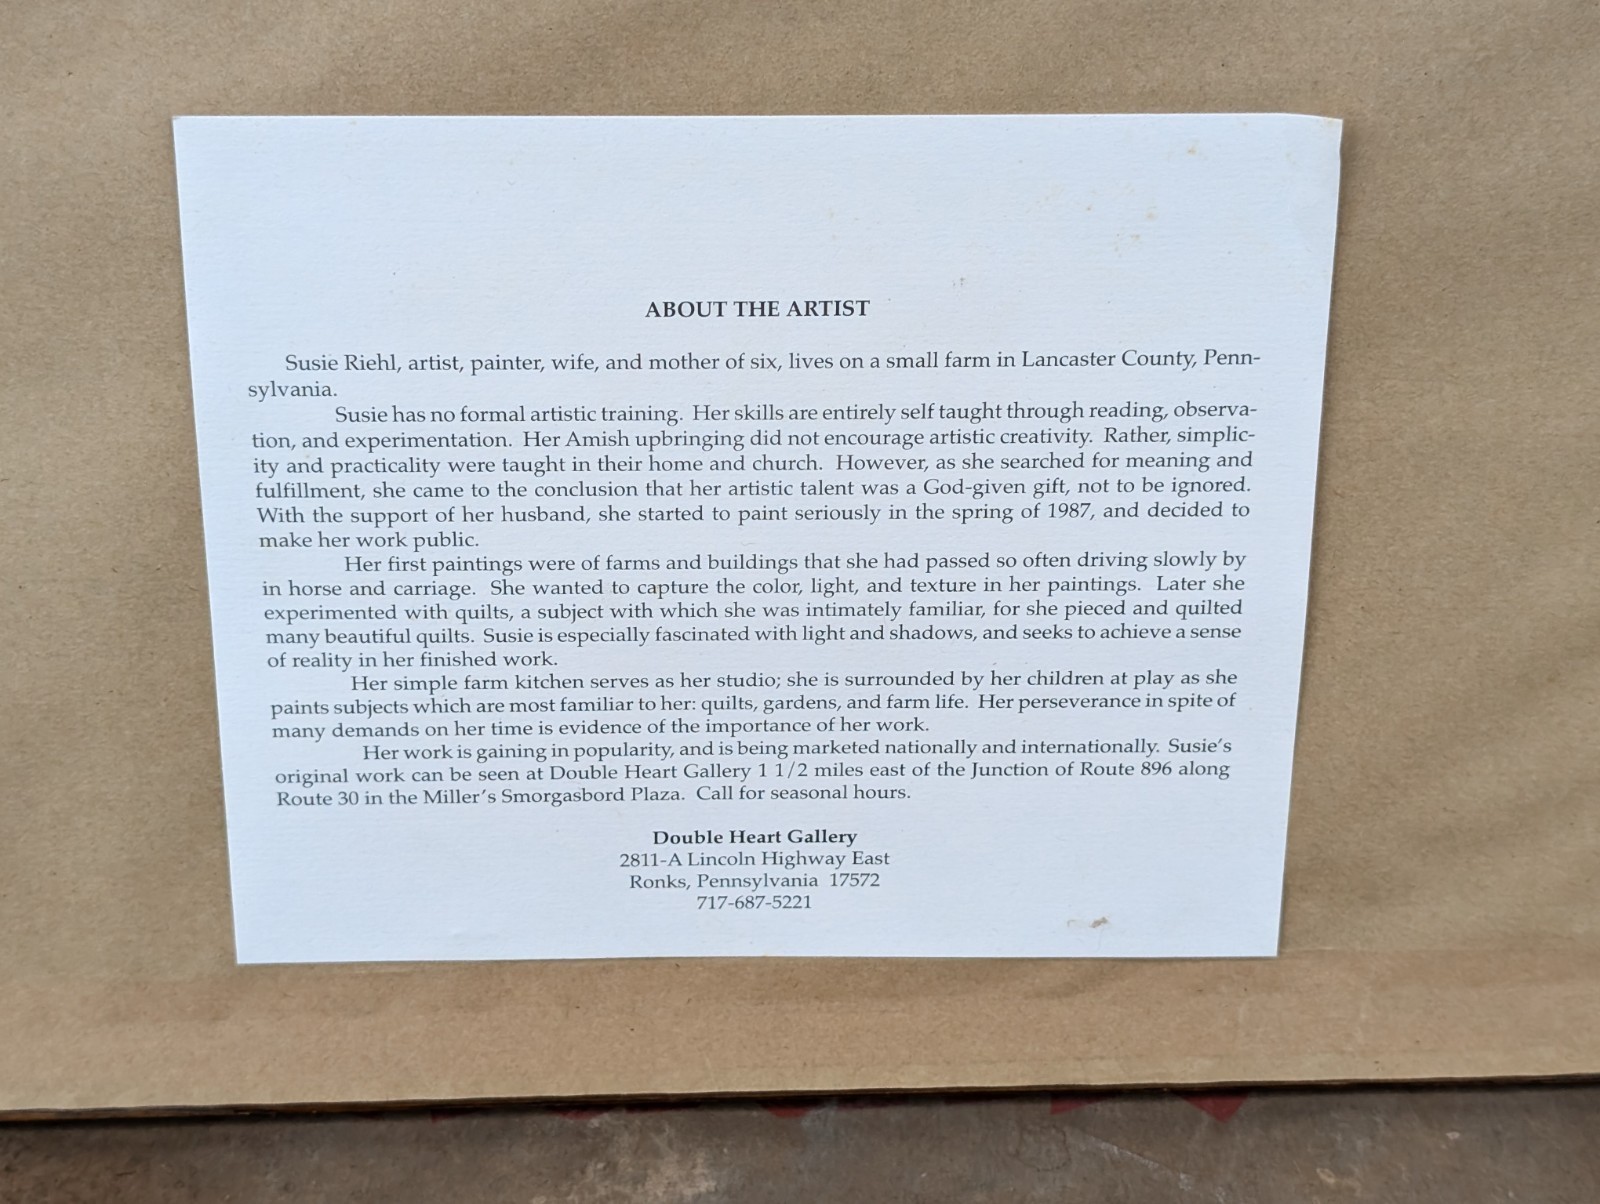 ABOUT THE ARTIST
Susie Riehl, artist, painter, wife, and mother of six, lives on a small farm in Lancaster County, Penn-
sylvania.
Susie has no formal artistic training. Her skills are entirely self taught through reading, observa-
tion, and experimentation. Her Amish upbringing did not encourage artistic creativity. Rather, simplic-
ity and practicality were taught in their home and church. However, as she searched for meaning and
fulfillment, she came to the conclusion that her artistic talent was a God-given gift, not to be ignored.
With the support of her husband, she started to paint seriously in the spring of 1987, and decided to
make her work public.
Her first paintings were of farms and buildings that she had passed so often driving slowly by
in horse and carriage. She wanted to capture the color, light, and texture in her paintings. Later she
experimented with quilts, a subject with which she was intimately familiar, for she pieced and quilted
many beautiful quilts. Susie is especially fascinated with light and shadows, and seeks to achieve a sense
of reality in her finished work.
Her simple farm kitchen serves as her studio; she is surrounded by her children at play as she
paints subjects which are most familiar to her: quilts, gardens, and farm life. Her perseverance in spite of
many demands on her time is evidence of the importance of her work.
Her work is gaining in popularity, and is being marketed nationally and internationally. Susie's
original work can be seen at Double Heart Gallery 1 1/2 miles east of the Junction of Route 896 along
Route 30 in the Miller's Smorgasbord Plaza. Call for seasonal hours.
Double Heart Gallery
2811-A Lincoln Highway East
Ronks, Pennsylvania 17572
717-687-5221